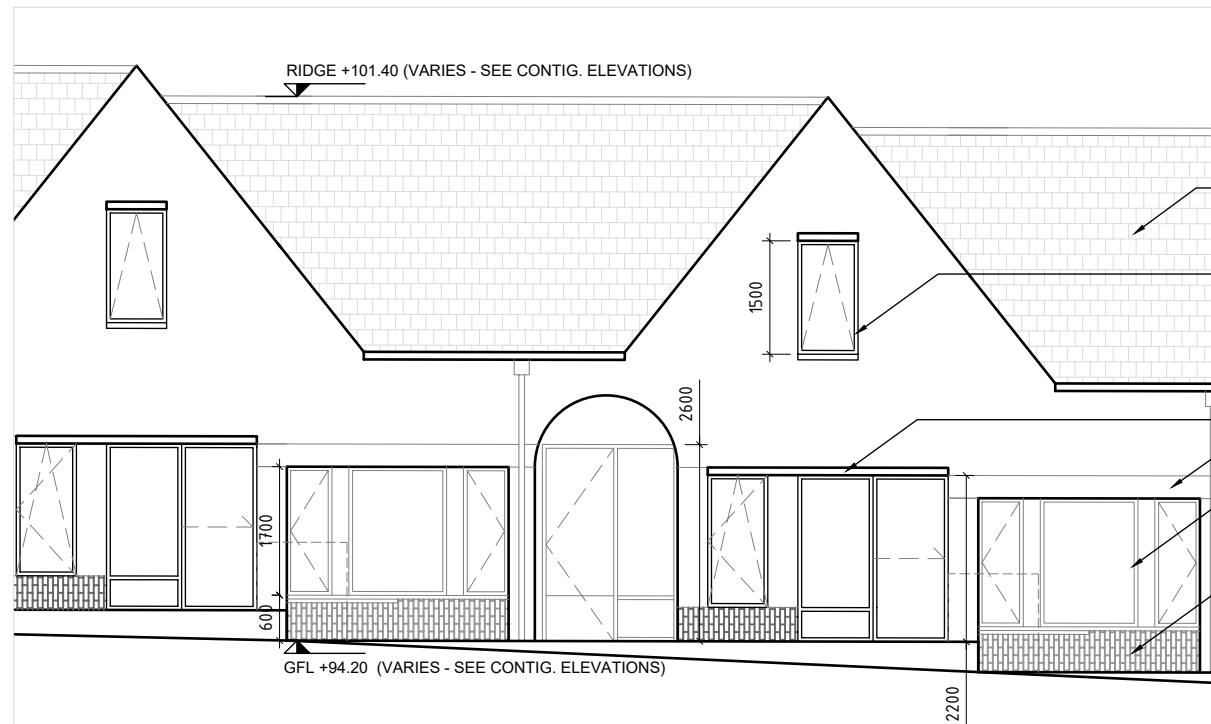 RIDGE +101.40 (VARIES - SEE CONTIG. ELEVATIONS)
1500
2600
1700
600
GFL +94.20 (VARIES - SEE CONTIG. ELEVATIONS)
2200